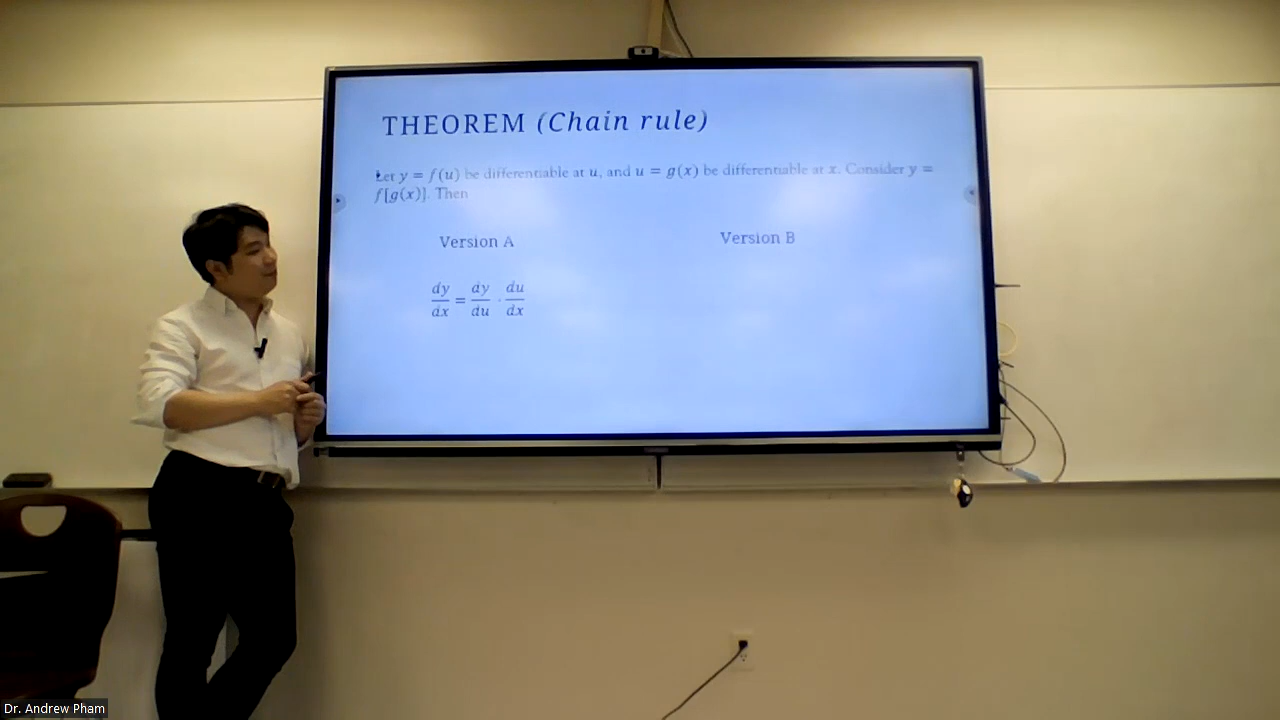 THEOREM (Chain rule)
Let y = f(u) be differentiable at u, and u = g(x) be differentiable at x. Consider y =
f[g(x)]. Then
Version A
Version B
dy/dx = dy/du · du/dx
Dr. Andrew Pham